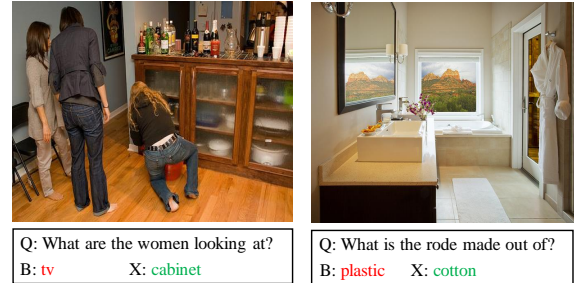 Q: What are the women looking at?
B: tv X: cabinet
Q: What is the rode made out of?
B: plastic X: cotton